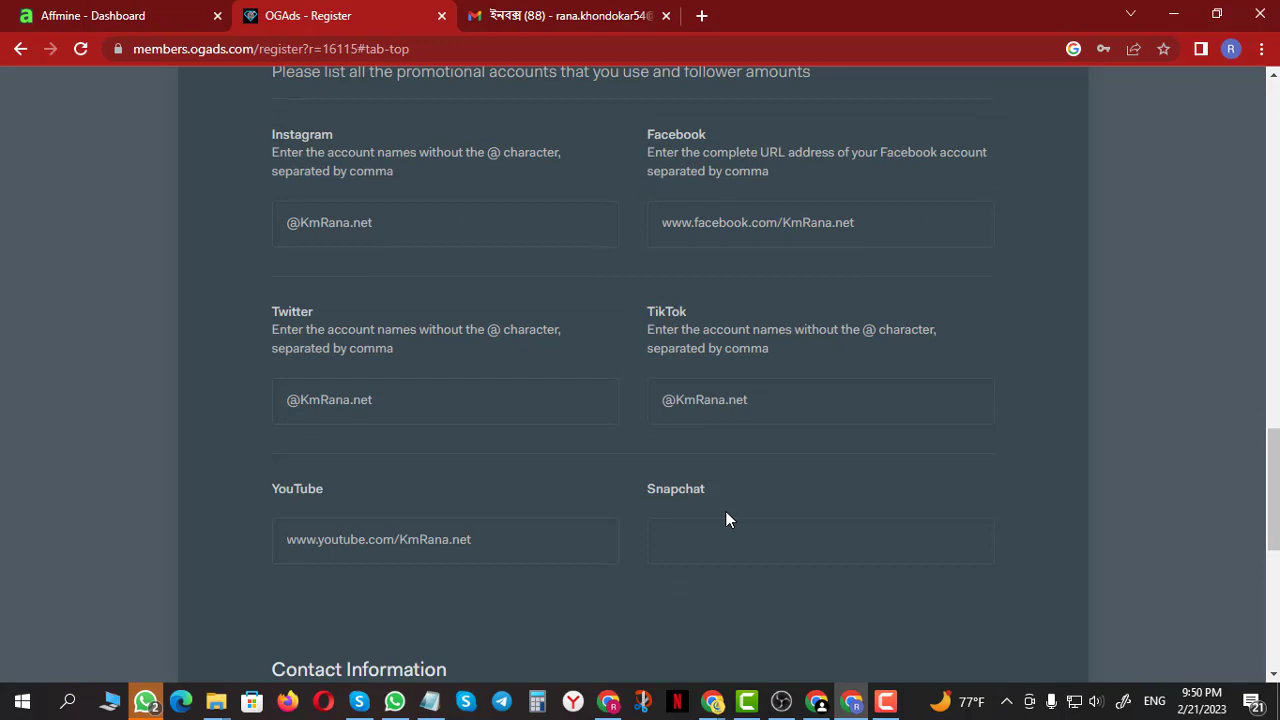 Affmine - Dashboard
OGAds - Register
ইনবক্স (88) - rana.khondokar54@
members.ogads.com/register?r=16115#tab-top
R
Please list all the promotional accounts that you use and follower amounts
Instagram
Enter the account names without the @ character,
separated by comma
@KmRana.net
Facebook
Enter the complete URL address of your Facebook account
separated by comma
www.facebook.com/KmRana.net
Twitter
Enter the account names without the @ character,
separated by comma
@KmRana.net
TikTok
Enter the account names without the @ character,
separated by comma
@KmRana.net
YouTube
www.youtube.com/KmRana.net
Snapchat
Contact Information
77°F
ENG
9:50 PM
2/21/2023
21